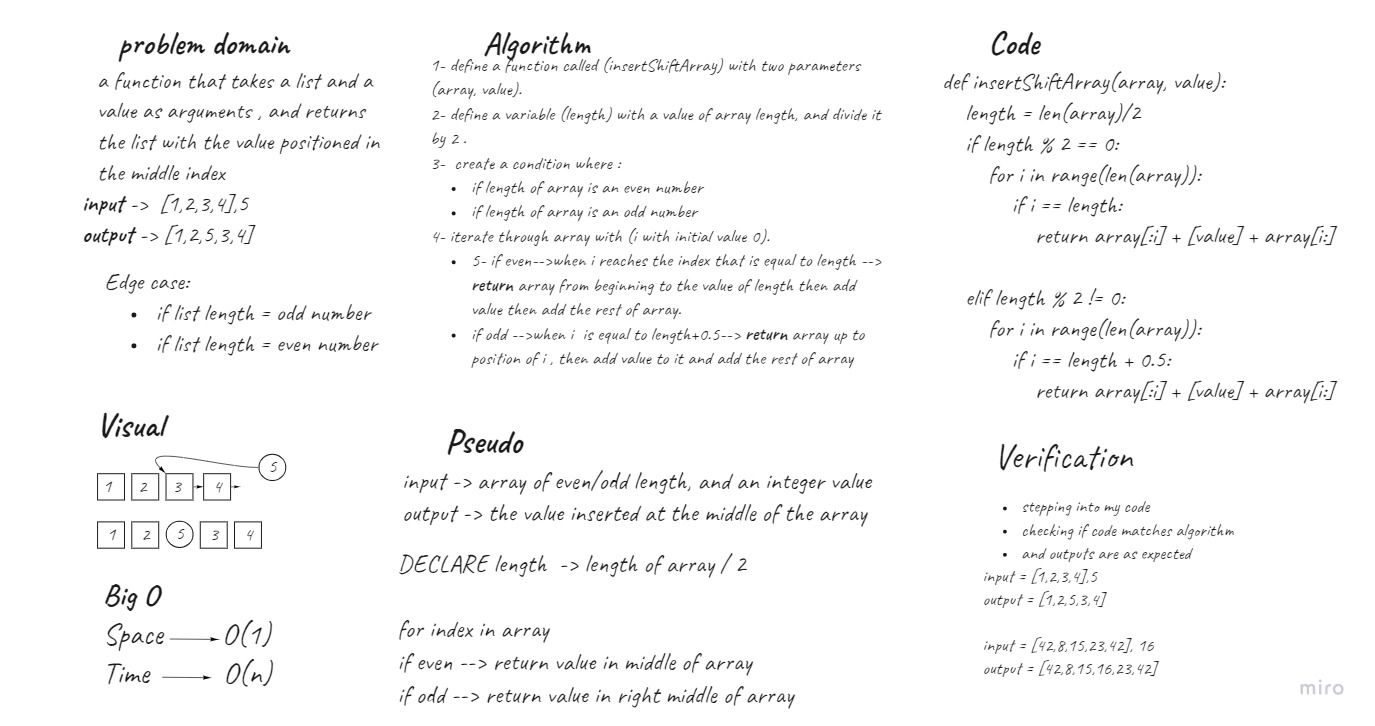 problem domain
a function that takes a list and a
value as arguments , and returns
the list with the value positioned in
the middle index
input -> [1,2,3,4],5
output -> [1,2,5,3,4]
Edge case:
• if list length = odd number
• if list length = even number
Visual
5
1 2 3 4
1 2 5 3 4
Big O
Space O(1)
Time O(n)
Algorithm
1- define a function called (insertShiftArray) with two parameters
(array, value).
2- define a variable (length) with a value of array length, and divide it
by 2 .
3- create a condition where :
• if length of array is an even number
• if length of array is an odd number
4- iterate through array with (i with initial value 0).
• 5- if even-->when i reaches the index that is equal to length -->
return array from beginning to the value of length then add
value then add the rest of array.
• if odd -->when i is equal to length+0.5--> return array up to
position of i , then add value to it and add the rest of array
Pseudo
input -> array of even/odd length, and an integer value
output -> the value inserted at the middle of the array
DECLARE length -> length of array / 2
for index in array
if even --> return value in middle of array
if odd --> return value in right middle of array
Code
def insertShiftArray(array, value):
length = len(array)/2
if length % 2 == 0:
for i in range(len(array)):
if i == length:
return array[:i] + [value] + array[i:]
elif length % 2 != 0:
for i in range(len(array)):
if i == length + 0.5:
return array[:i] + [value] + array[i:]
Verification
• stepping into my code
• checking if code matches algorithm
• and outputs are as expected
input = [1,2,3,4],5
output = [1,2,5,3,4]
input = [42,8,15,23,42], 16
output = [42,8,15,16,23,42]
miro